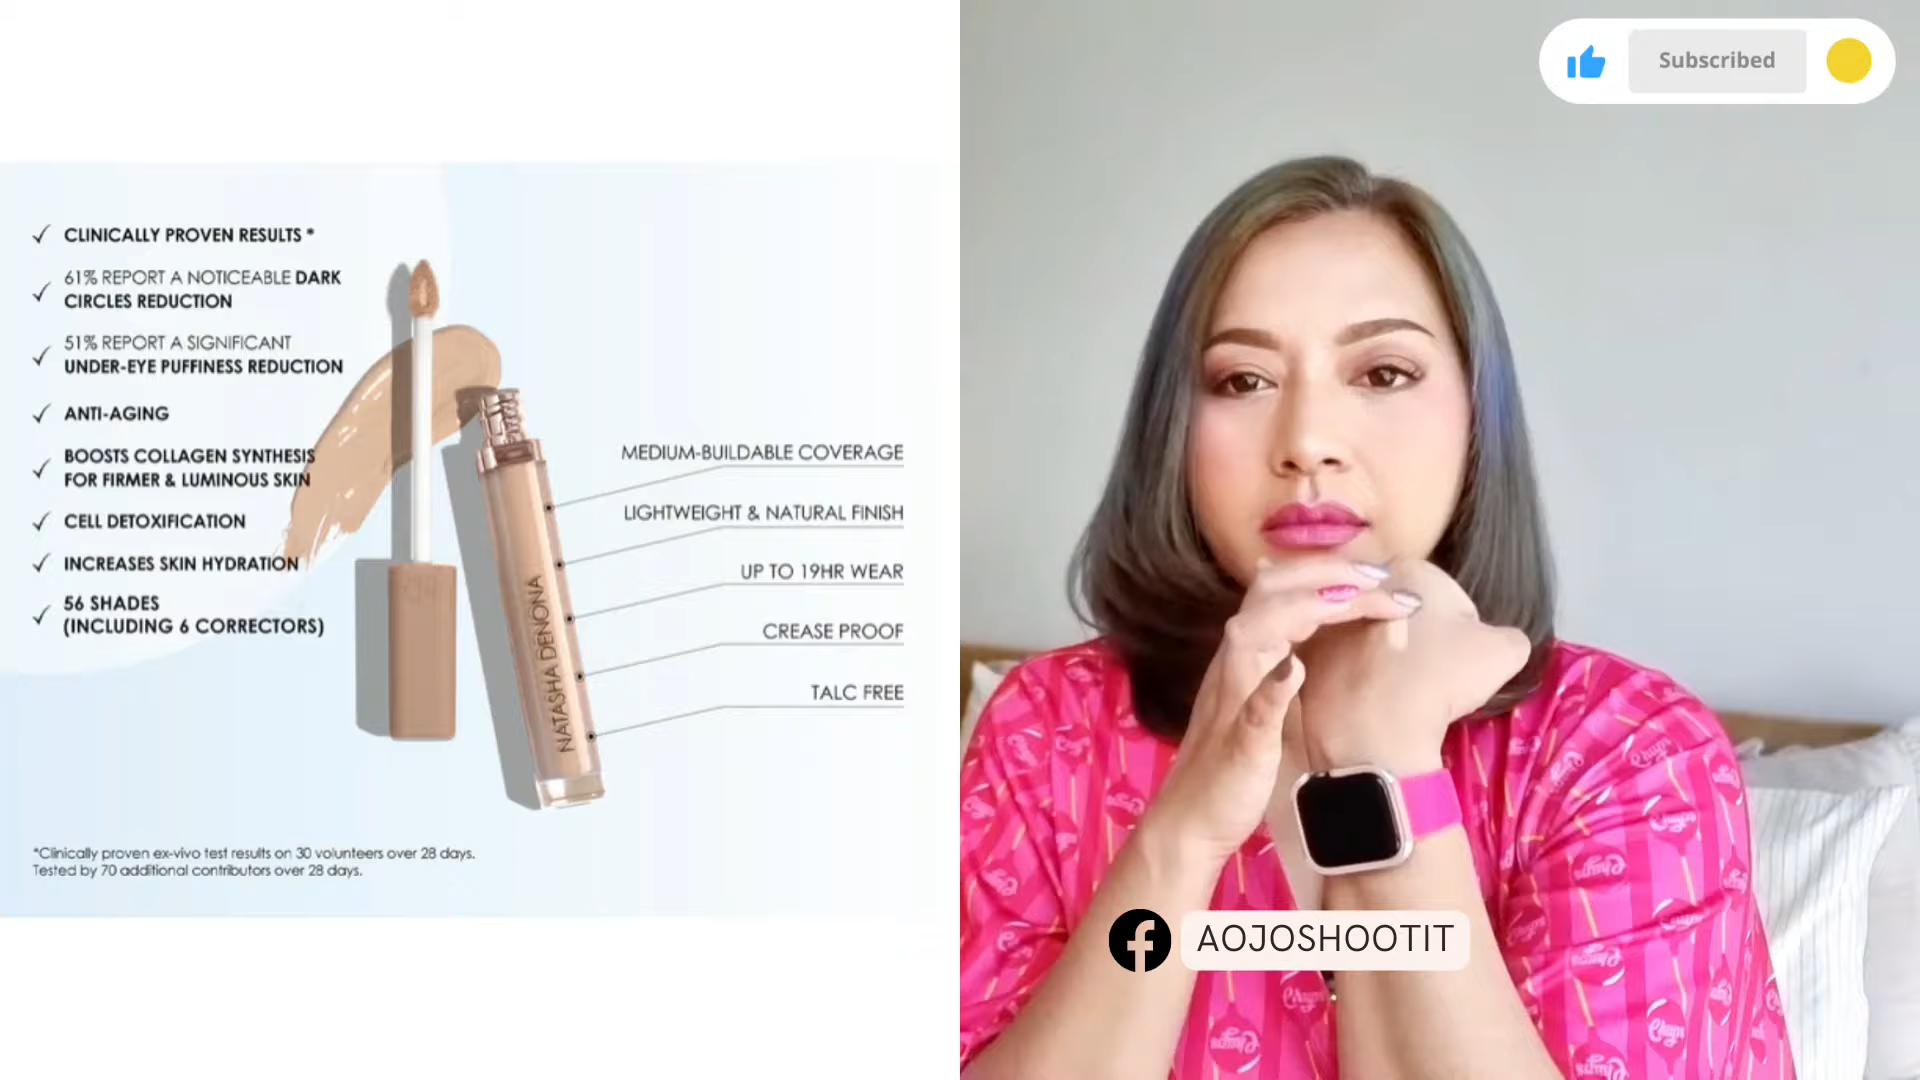 CLINICALLY PROVEN RESULTS *
61% REPORT A NOTICEABLE DARK
CIRCLES REDUCTION
51% REPORT A SIGNIFICANT
UNDER-EYE PUFFINESS REDUCTION
ANTI-AGING
BOOSTS COLLAGEN SYNTHESIS
FOR FIRMER & LUMINOUS SKIN
CELL DETOXIFICATION
INCREASES SKIN HYDRATION
56 SHADES
(INCLUDING 6 CORRECTORS)
NATASHA DENONA
MEDIUM-BUILDABLE COVERAGE
LIGHTWEIGHT & NATURAL FINISH
UP TO 19HR WEAR
CREASE PROOF
TALC FREE
*Clinically proven ex-vivo test results on 30 volunteers over 28 days.
Tested by 70 additional contributors over 28 days.
Subscribed
AOJOSHOOTIT
Chups